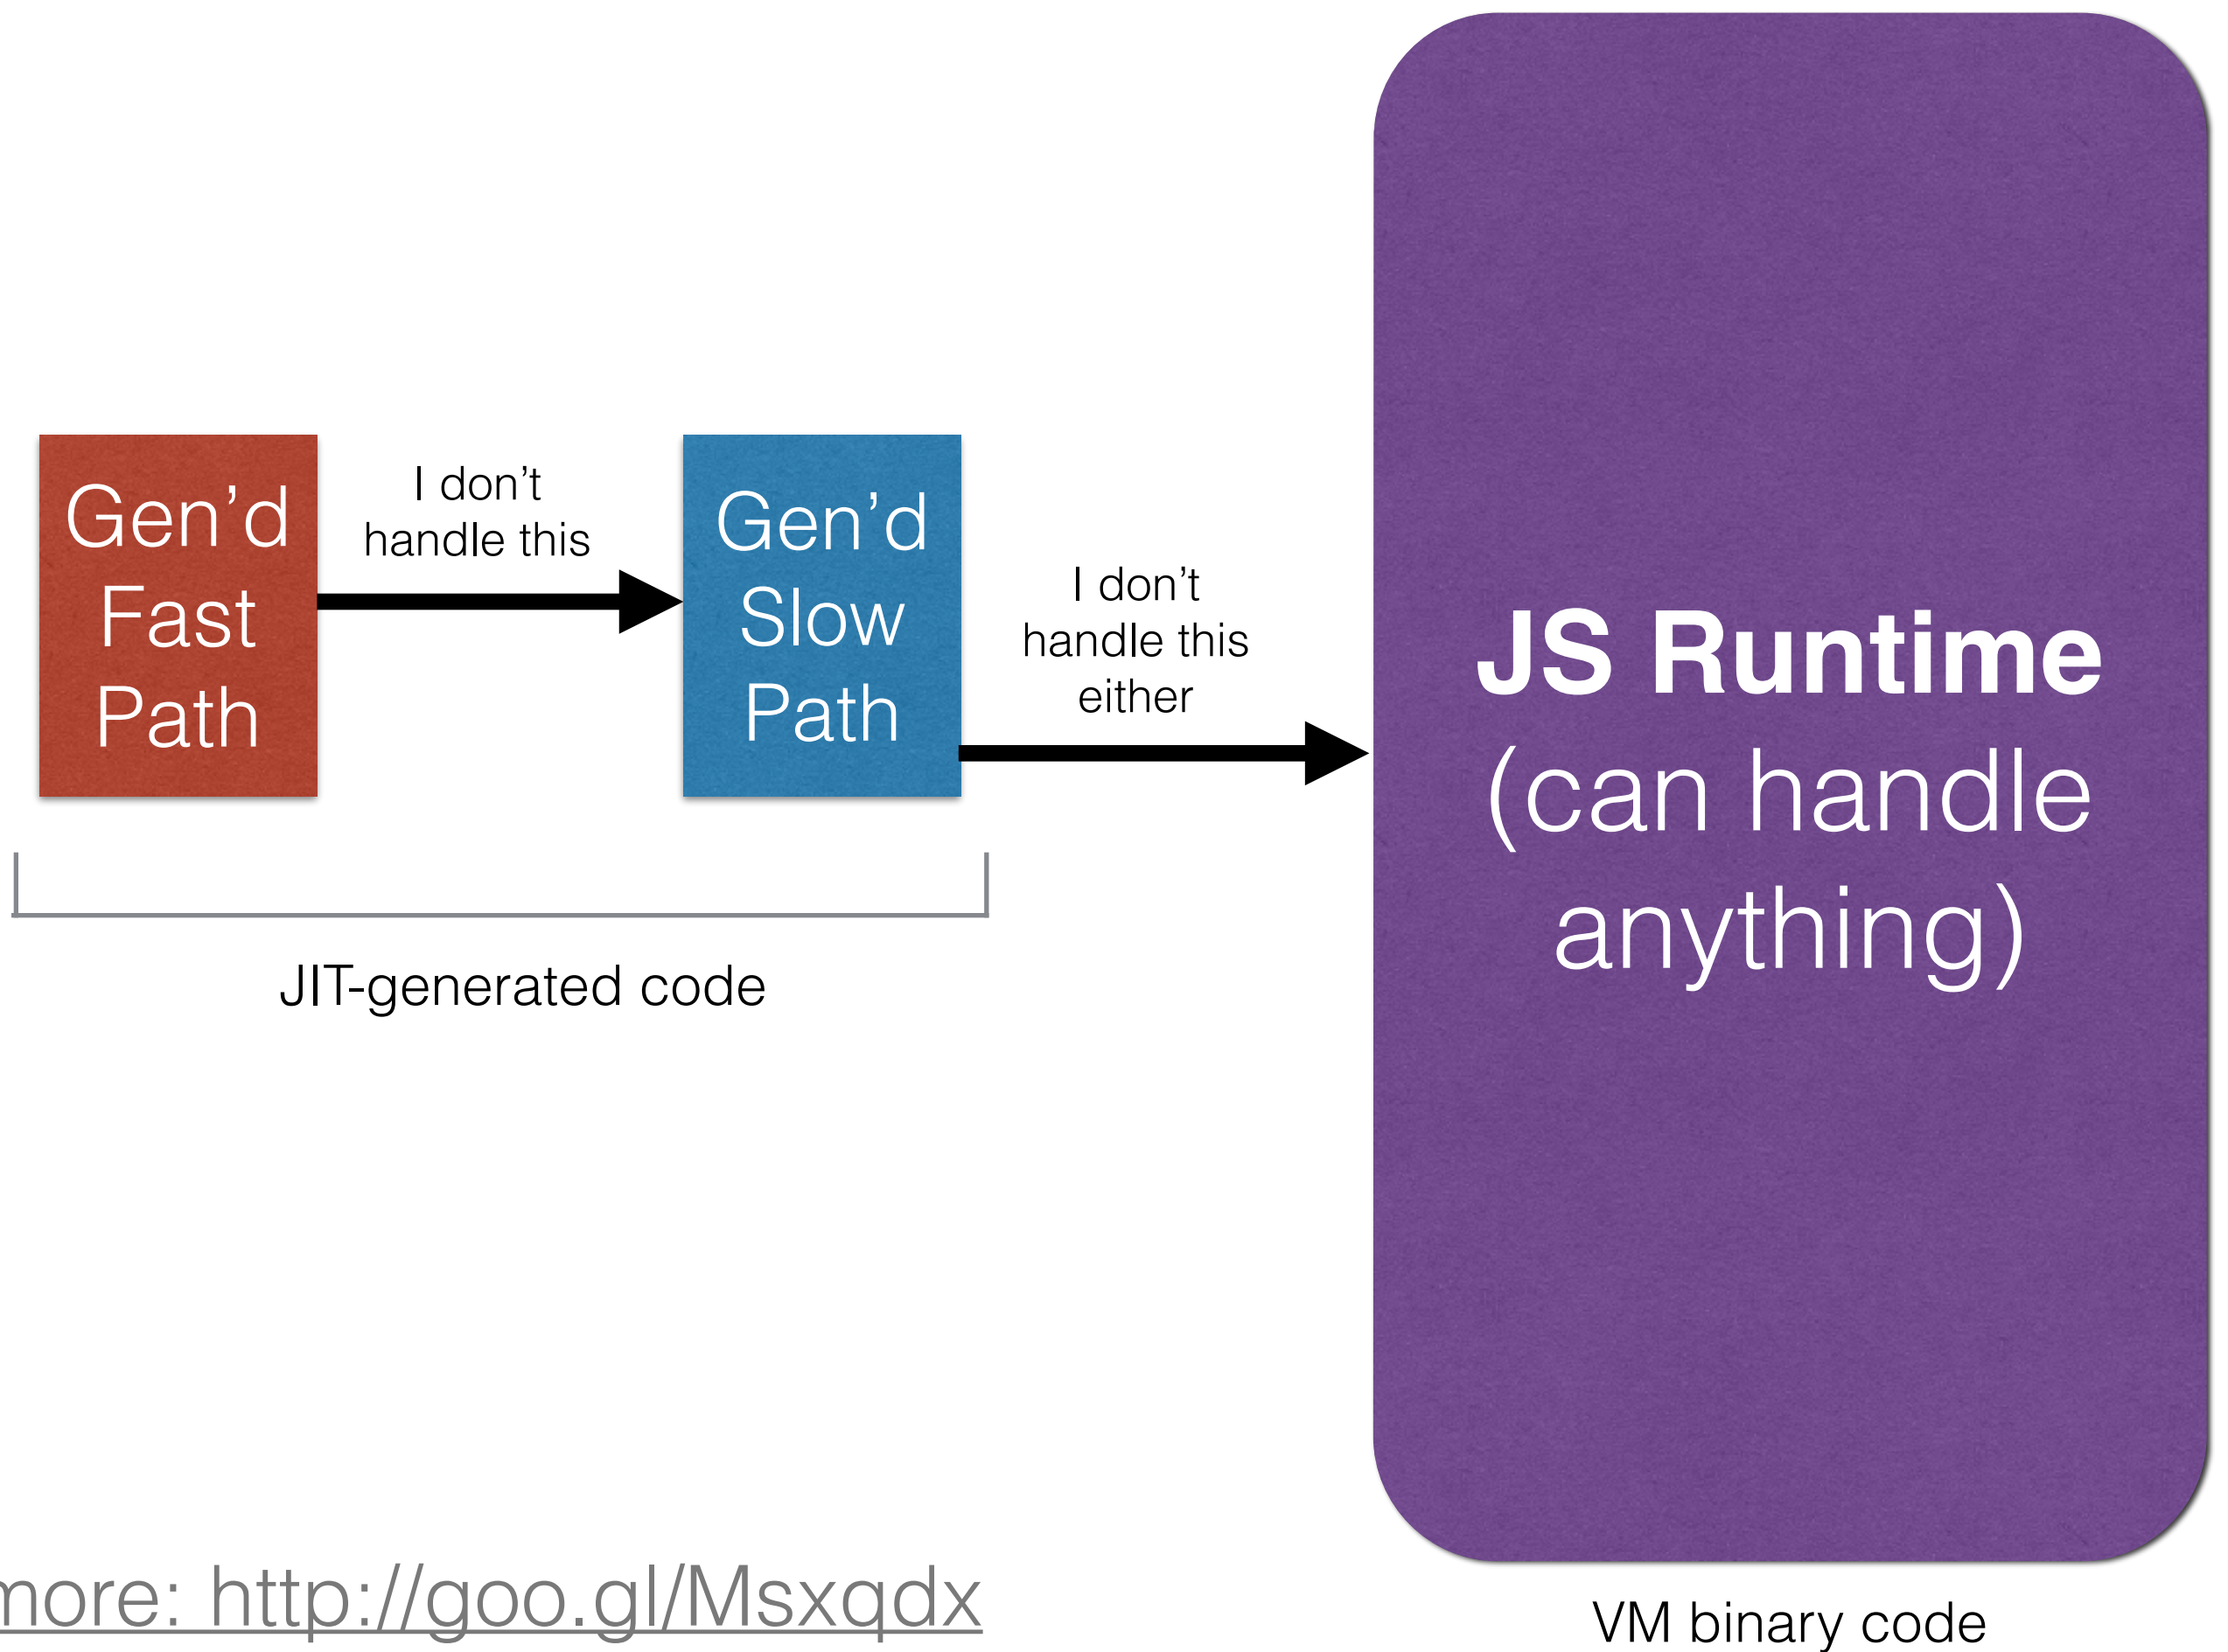 Gen’d
Fast
Path
I don’t
handle this
Gen’d
Slow
Path
I don’t
handle this
either
JS Runtime
(can handle
anything)
JIT-generated code
more: http://goo.gl/Msxqdx
VM binary code